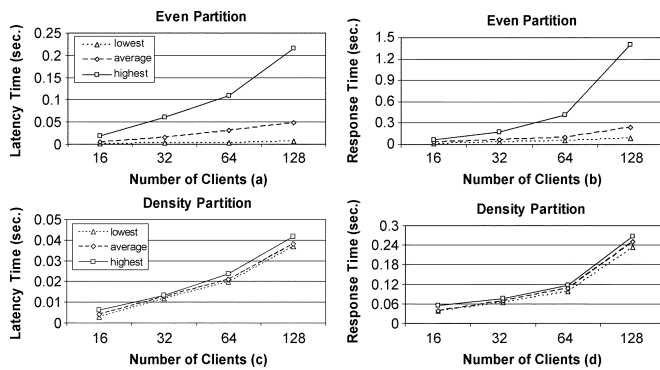 Even Partition
Latency Time (sec.)
0.25
0.2
0.15
0.1
0.05
0
lowest
average
highest
16 32 64 128
Number of Clients (a)
Even Partition
Response Time (sec.)
1.5
1.2
0.9
0.6
0.3
0
16 32 64 128
Number of Clients (b)
Density Partition
Latency Time (sec.)
0.05
0.04
0.03
0.02
0.01
0
lowest
average
highest
16 32 64 128
Number of Clients (c)
Density Partition
Response Time (sec.)
0.3
0.24
0.18
0.12
0.06
0
16 32 64 128
Number of Clients (d)